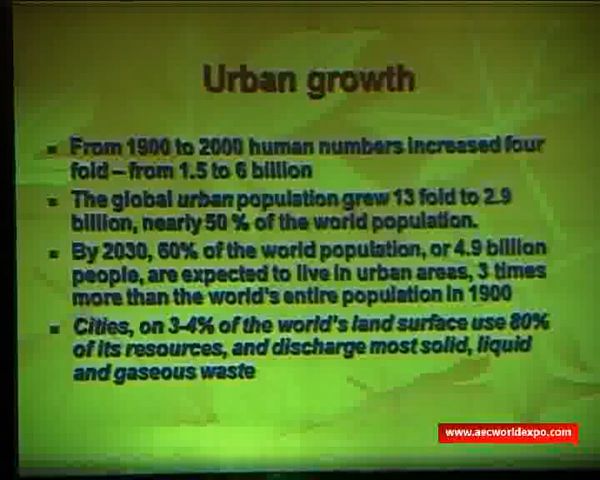 Urban growth
From 1900 to 2000 human numbers increased four
fold – from 1.5 to 6 billion
The global urban population grew 13 fold to 2.9
billion, nearly 50 % of the world population.
By 2030, 60% of the world population, or 4.9 billion
people, are expected to live in urban areas, 3 times
more than the world's entire population in 1900
Cities, on 3-4% of the world's land surface use 80%
of its resources, and discharge most solid, liquid
and gaseous waste
www.aecworldexpo.com